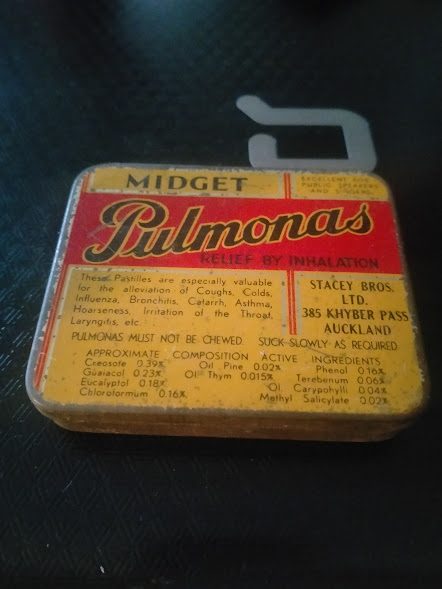 MIDGET
EXCELLENT FOR
PUBLIC SPEAKERS
AND SINGERS.
Pulmonas
RELIEF BY INHALATION
These Pastilles are especially valuable
for the alleviation of Coughs, Colds,
Influenza, Bronchitis, Catarrh, Asthma,
Hoarseness, Irritation of the Throat,
Laryngitis, etc.
STACEY BROS.
LTD.
385 KHYBER PASS
AUCKLAND
PULMONAS MUST NOT BE CHEWED SUCK SLOWLY AS REQUIRED
APPROXIMATE COMPOSITION ACTIVE INGREDIENTS
Creosote 0.39% Oil Pine 0.02% Phenol 0.16%
Guaiacol 0.23% Ol Thym 0.015% Terebenum 0.06%
Eucalyptol 0.18% Ol Caryophylli 0.04%
Chloroformum 0.16% Methyl Salicylate 0.02%